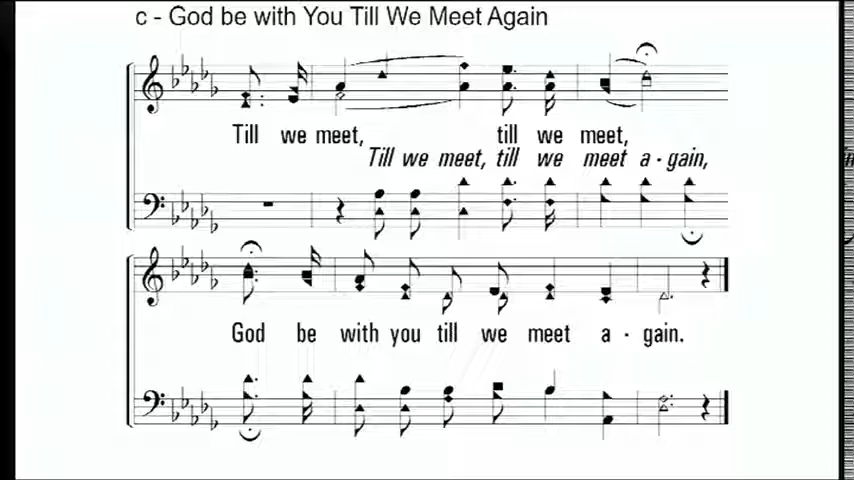 c - God be with You Till We Meet Again
Till we meet, till we meet,
Till we meet, till we meet a - gain,
God be with you till we meet a - gain.